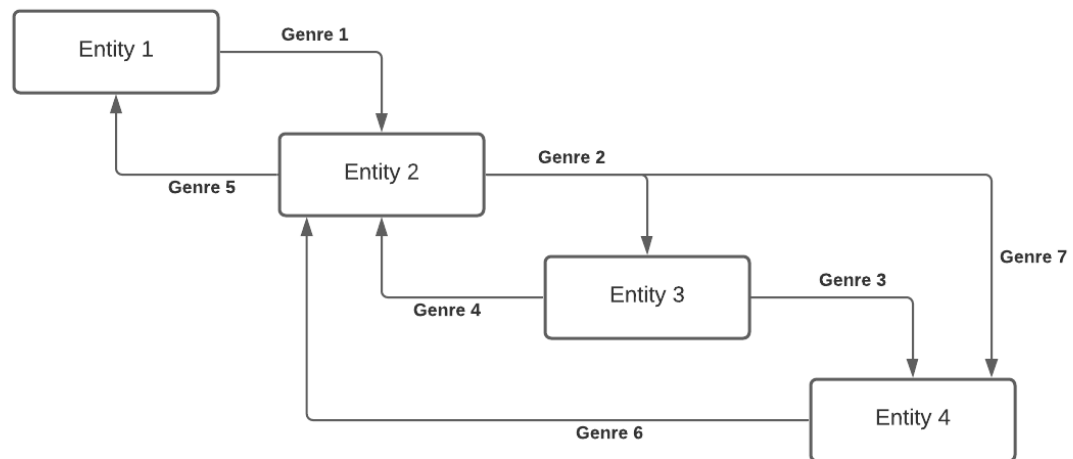 Genre 1
Entity 1
Genre 2
Entity 2
Genre 5
Genre 7
Genre 3
Entity 3
Genre 4
Entity 4
Genre 6